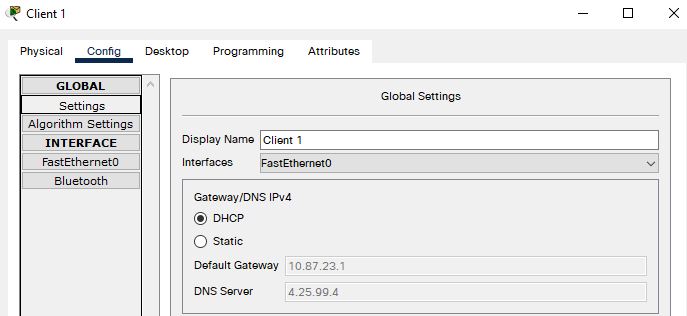 Client 1
Physical Config Desktop Programming Attributes
GLOBAL
Settings
Algorithm Settings
INTERFACE
FastEthernet0
Bluetooth
Global Settings
Display Name Client 1
Interfaces FastEthernet0
Gateway/DNS IPv4
DHCP
Static
Default Gateway 10.87.23.1
DNS Server 4.25.99.4